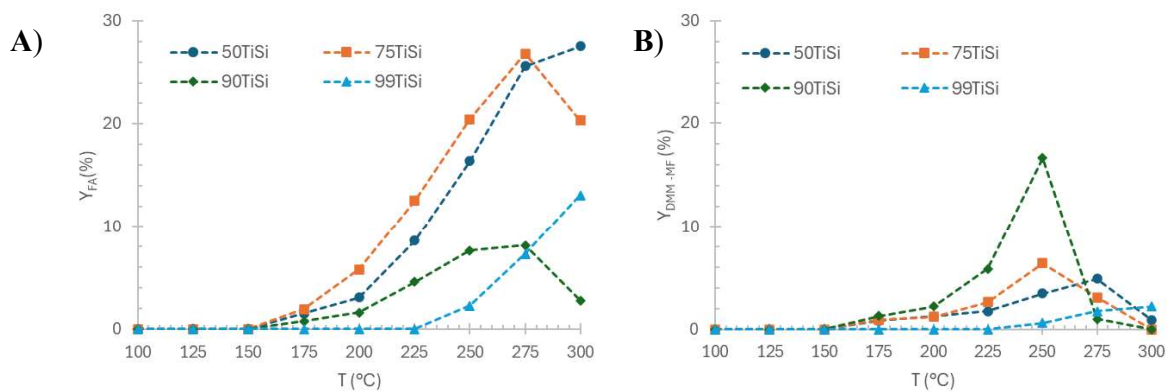 A)
30
20
10
0
Y_FA(%)
50TiSi 75TiSi
90TiSi 99TiSi
100 125 150 175 200 225 250 275 300
T (°C)
B)
30
20
10
0
Y_DMM-MF (%)
50TiSi 75TiSi
90TiSi 99TiSi
100 125 150 175 200 225 250 275 300
T (°C)